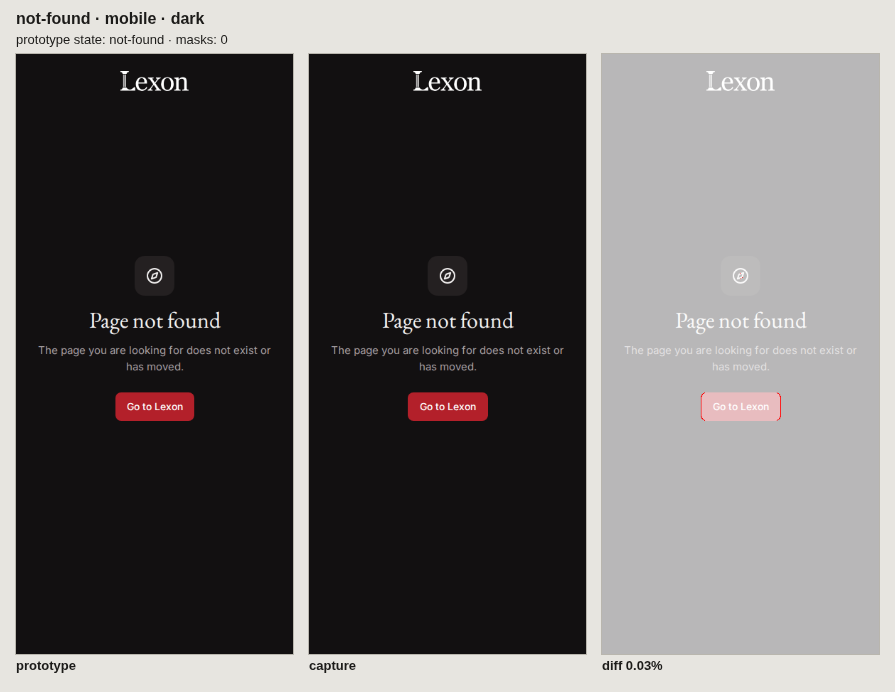 not-found · mobile · dark
prototype state: not-found · masks: 0
Lexon
Page not found
The page you are looking for does not exist or
has moved.
Go to Lexon
prototype
Lexon
Page not found
The page you are looking for does not exist or
has moved.
Go to Lexon
capture
Lexon
Page not found
The page you are looking for does not exist or
has moved.
Go to Lexon
diff 0.03%